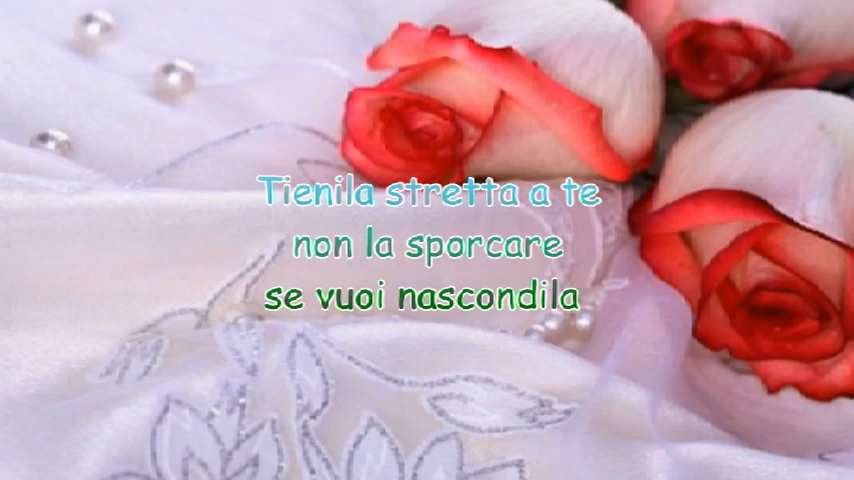 Tienila stretta a te
non la sporcare
se vuoi nascondila